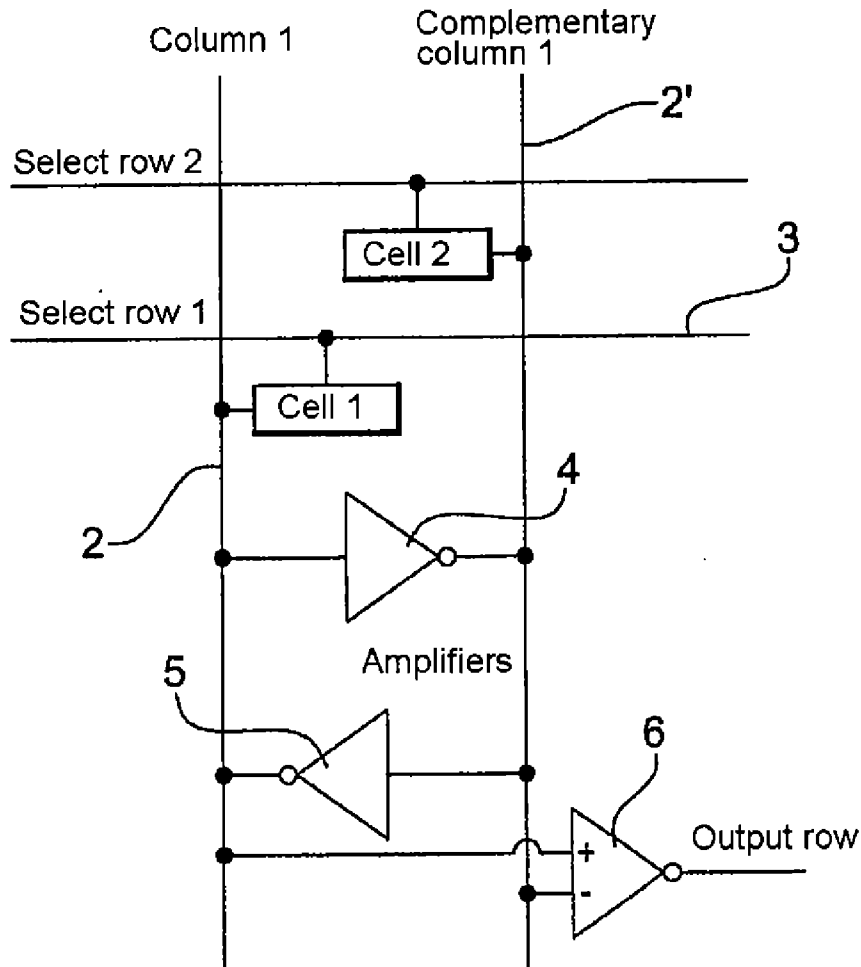 Column 1
Complementary
column 1
2'
Select row 2
Cell 2
3
Select row 1
Cell 1
4
2
Amplifiers
5
6
Output row
+
-